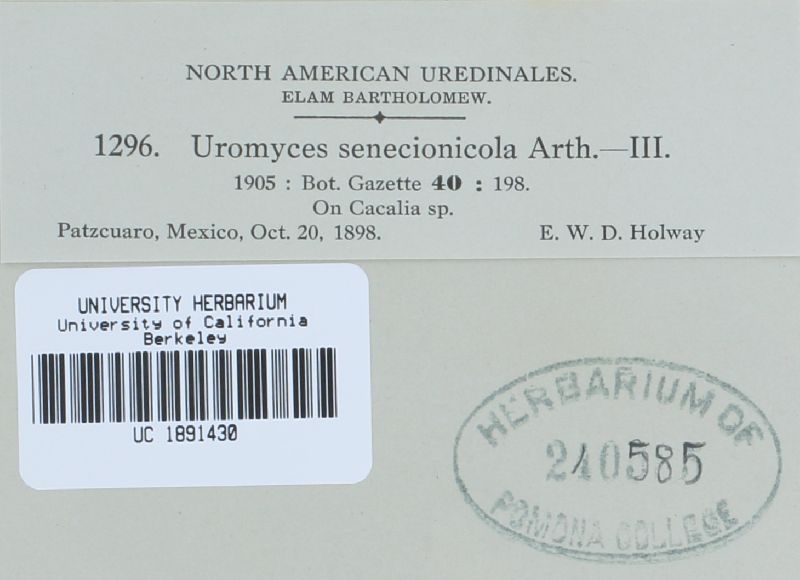 NORTH AMERICAN UREDINALES.
ELAM BARTHOLOMEW.
1296. Uromyces senecionicola Arth.—III.
1905 : Bot. Gazette 40 : 198.
On Cacalia sp.
Patzcuaro, Mexico, Oct. 20, 1898. E. W. D. Holway
UNIVERSITY HERBARIUM
University of California
Berkeley
UC 1891430
HERBARIUM OF
240585
POMONA COLLEGE